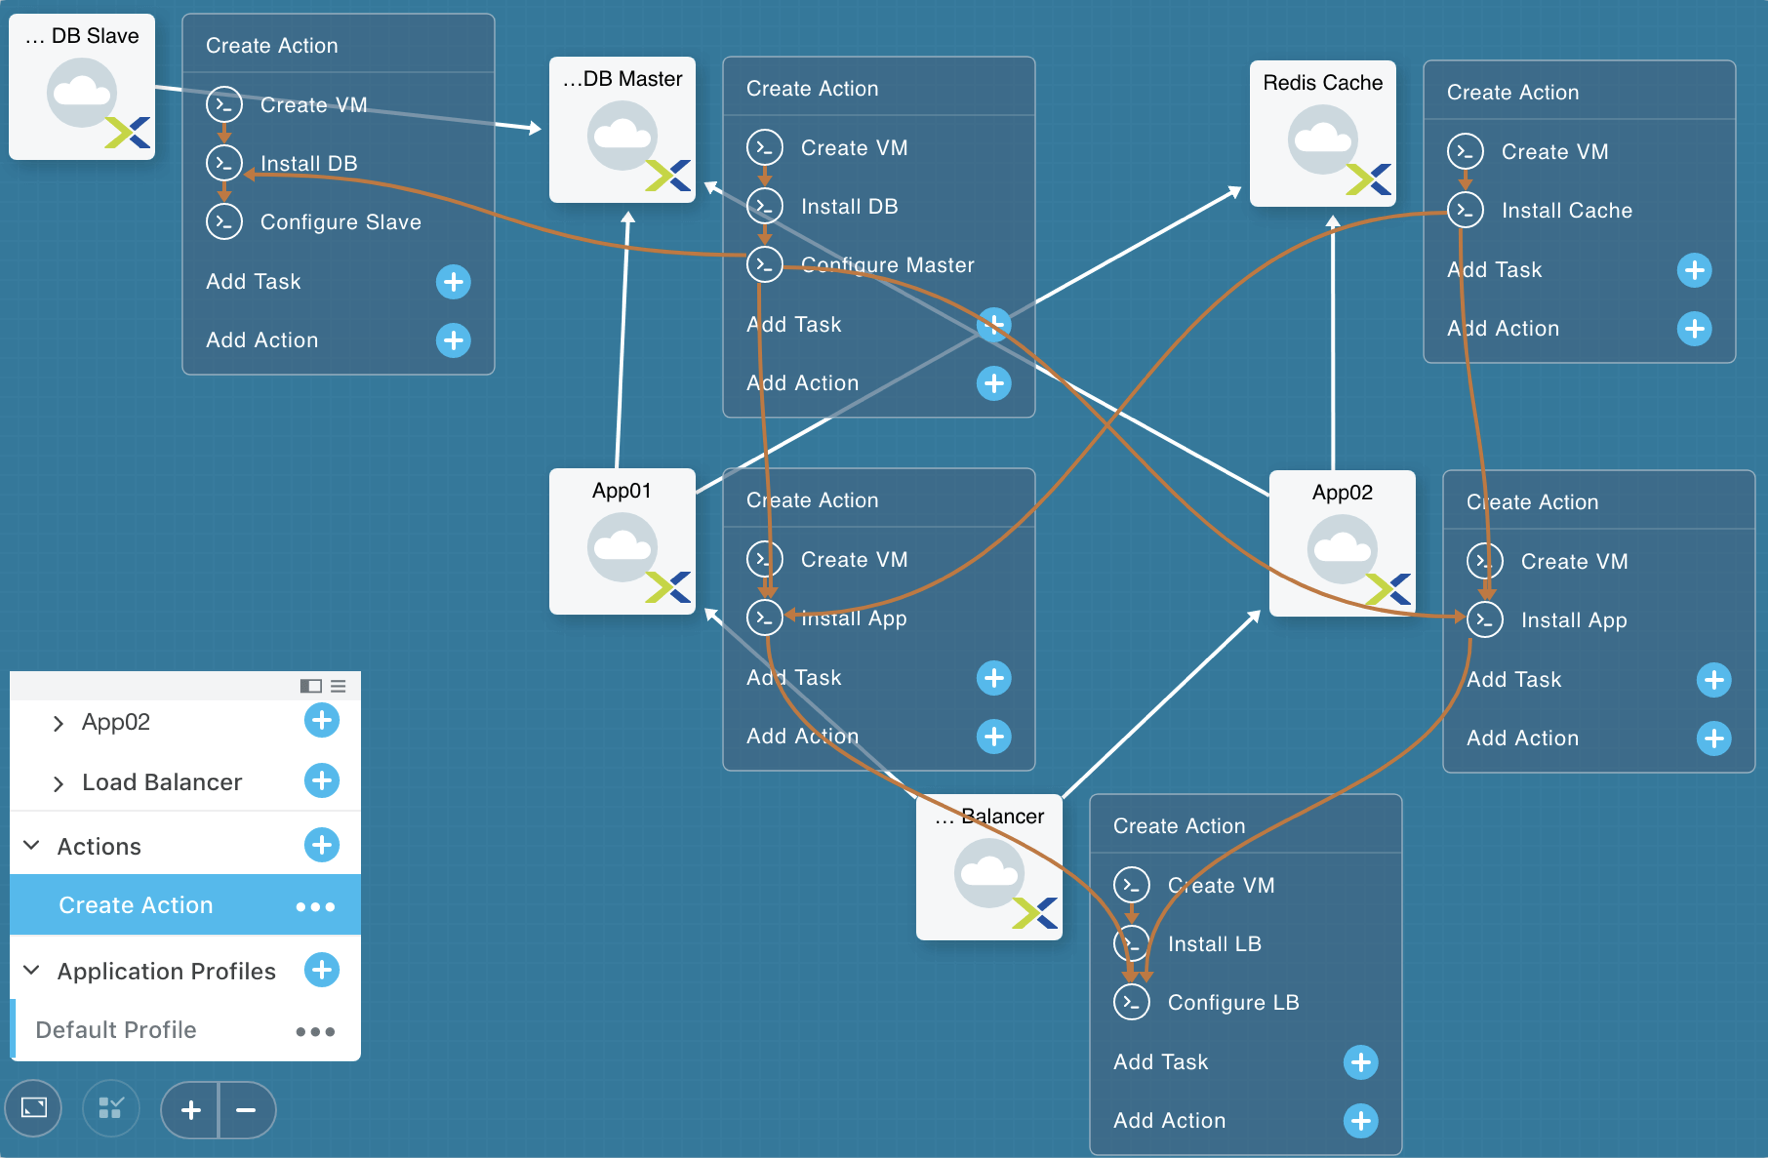 ... DB Slave
Create Action
Create VM
Install DB
Configure Slave
Add Task
Add Action
...DB Master
Create Action
Create VM
Install DB
Configure Master
Add Task
Add Action
Redis Cache
Create Action
Create VM
Install Cache
Add Task
Add Action
App01
Create Action
Create VM
Install App
Add Task
Add Action
App02
Create Action
Create VM
Install App
Add Task
Add Action
... Balancer
Create Action
Create VM
Install LB
Configure LB
Add Task
Add Action
App02
Load Balancer
Actions
Create Action
Application Profiles
Default Profile